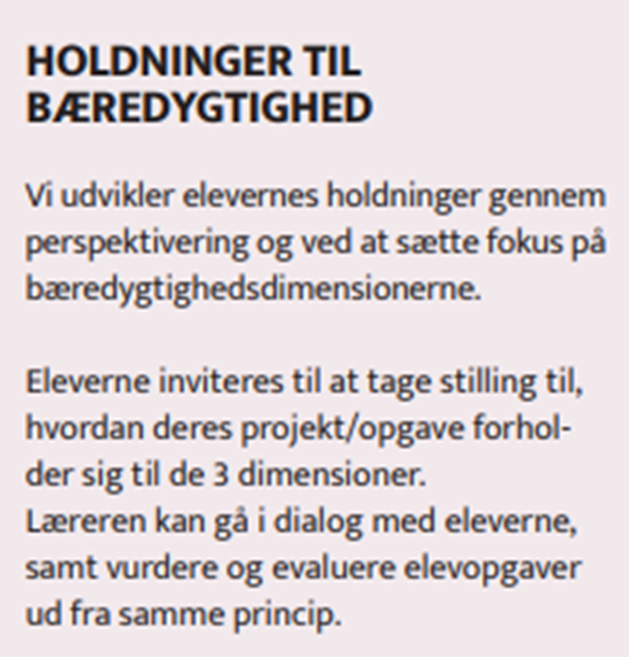 HOLDNINGER TIL
BÆREDYGTIGHED
Vi udvikler elevernes holdninger gennem
perspektivering og ved at sætte fokus på
bæredygtighedsdimensionerne.
Eleverne inviteres til at tage stilling til,
hvordan deres projekt/opgave forhol-
der sig til de 3 dimensioner.
Læreren kan gå i dialog med eleverne,
samt vurdere og evaluere elevopgaver
ud fra samme princip.